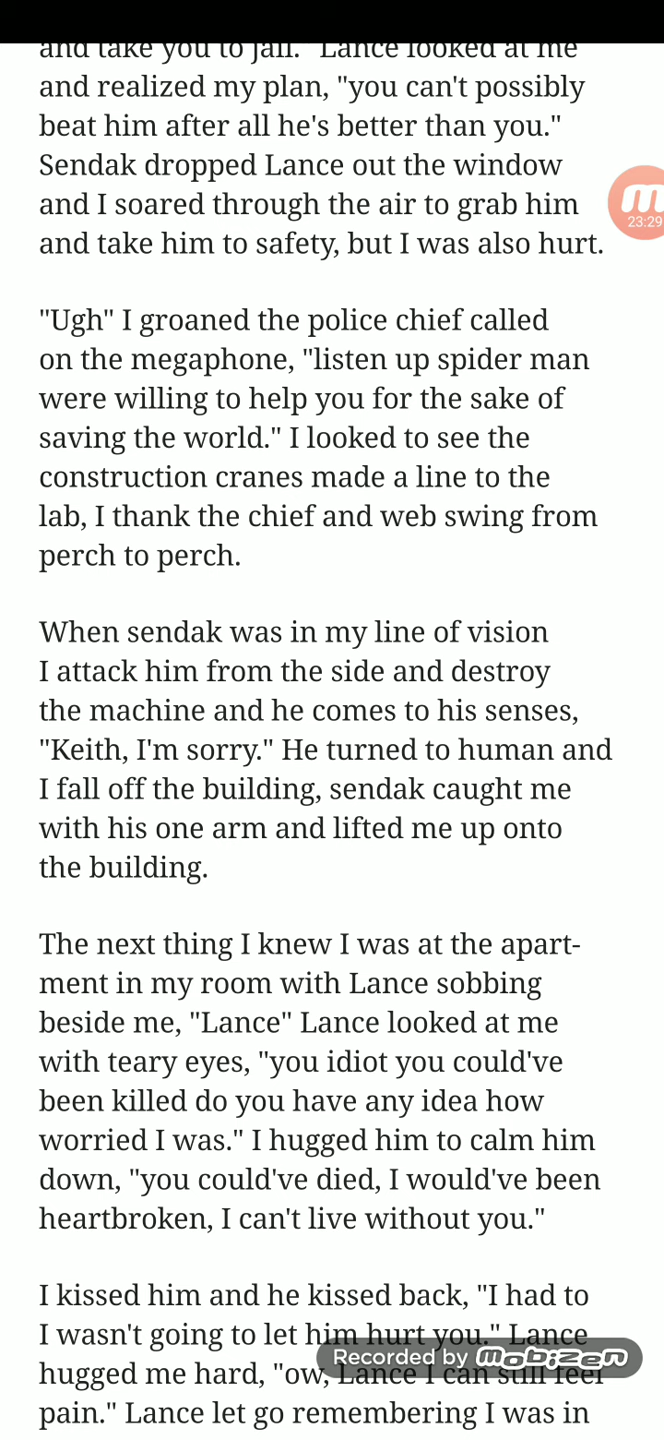 and take you to jail." Lance looked at me
and realized my plan, "you can't possibly
beat him after all he's better than you."
Sendak dropped Lance out the window
and I soared through the air to grab him
and take him to safety, but I was also hurt.
23:29
"Ugh" I groaned the police chief called
on the megaphone, "listen up spider man
were willing to help you for the sake of
saving the world." I looked to see the
construction cranes made a line to the
lab, I thank the chief and web swing from
perch to perch.
When sendak was in my line of vision
I attack him from the side and destroy
the machine and he comes to his senses,
"Keith, I'm sorry." He turned to human and
I fall off the building, sendak caught me
with his one arm and lifted me up onto
the building.
The next thing I knew I was at the apart-
ment in my room with Lance sobbing
beside me, "Lance" Lance looked at me
with teary eyes, "you idiot you could've
been killed do you have any idea how
worried I was." I hugged him to calm him
down, "you could've died, I would've been
heartbroken, I can't live without you."
I kissed him and he kissed back, "I had to
I wasn't going to let him hurt you." Lance
hugged me hard, "ow, Lance I can still feel
Recorded by mobizen
pain." Lance let go remembering I was in